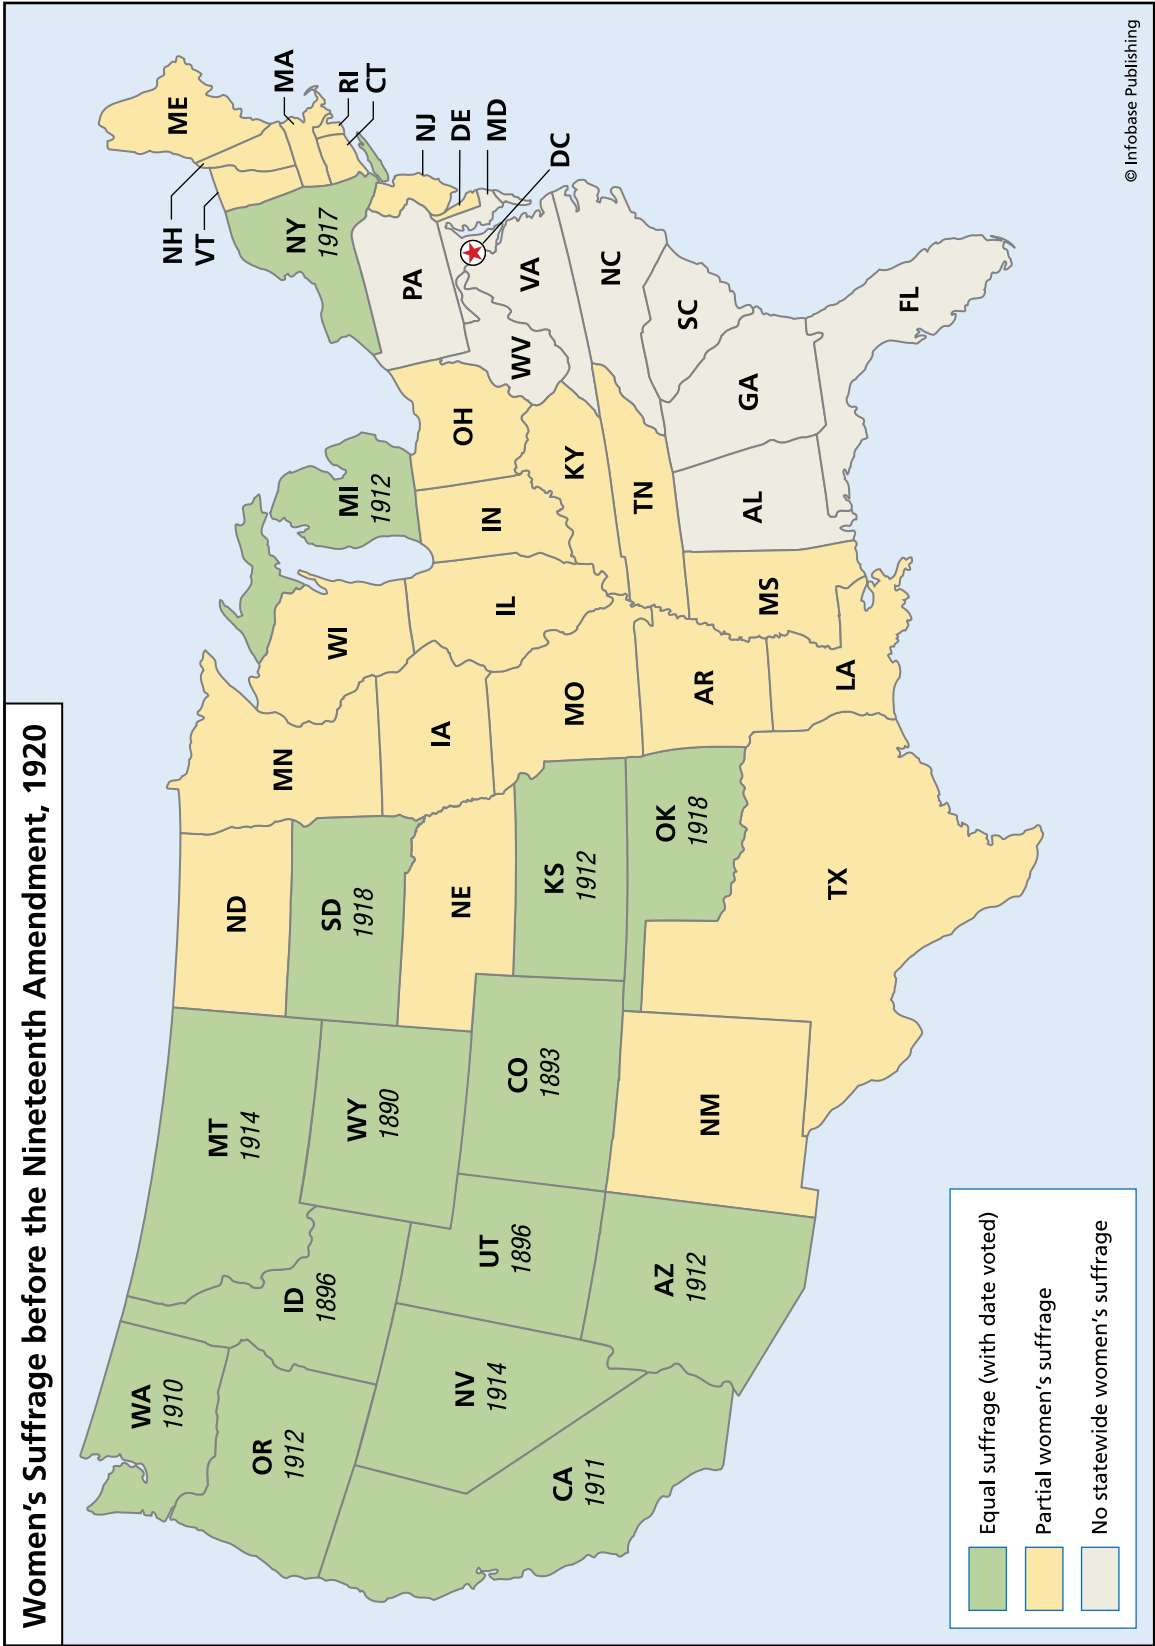 Women's Suffrage before the Nineteenth Amendment, 1920
WA
1910
OR
1912
CA
1911
NV
1914
ID
1896
MT
1914
WY
1890
UT
1896
AZ
1912
CO
1893
NM
ND
SD
1918
NE
KS
1912
OK
1918
TX
MN
IA
MO
AR
LA
WI
IL
MI
1912
IN
OH
KY
TN
MS
AL
GA
FL
SC
NC
VA
WV
PA
NY
1917
VT
NH
ME
MA
RI
CT
NJ
DE
MD
DC
Equal suffrage (with date voted)
Partial women's suffrage
No statewide women's suffrage
© Infobase Publishing